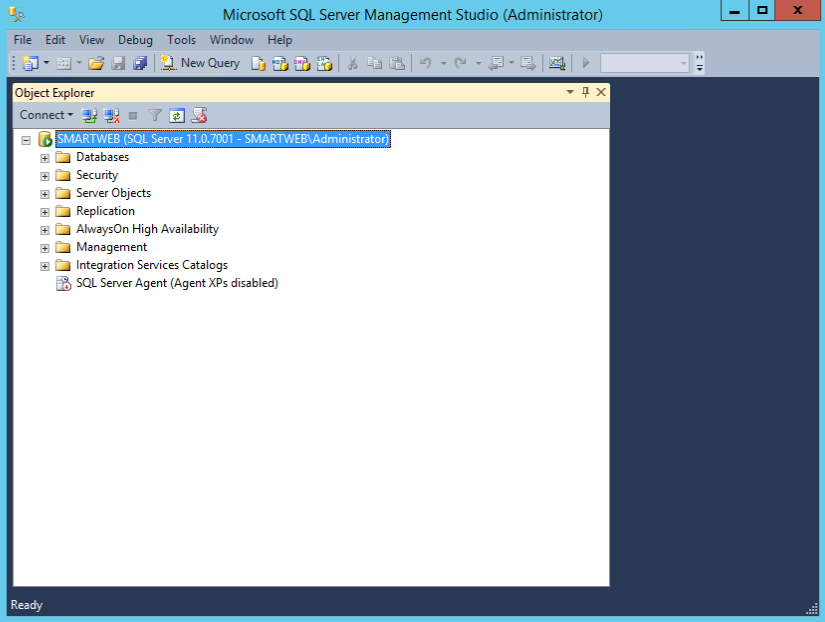 Microsoft SQL Server Management Studio (Administrator)
File Edit View Debug Tools Window Help
New Query
Object Explorer
Connect
SMARTWEB (SQL Server 11.0.7001 - SMARTWEB\Administrator)
Databases
Security
Server Objects
Replication
AlwaysOn High Availability
Management
Integration Services Catalogs
SQL Server Agent (Agent XPs disabled)
Ready